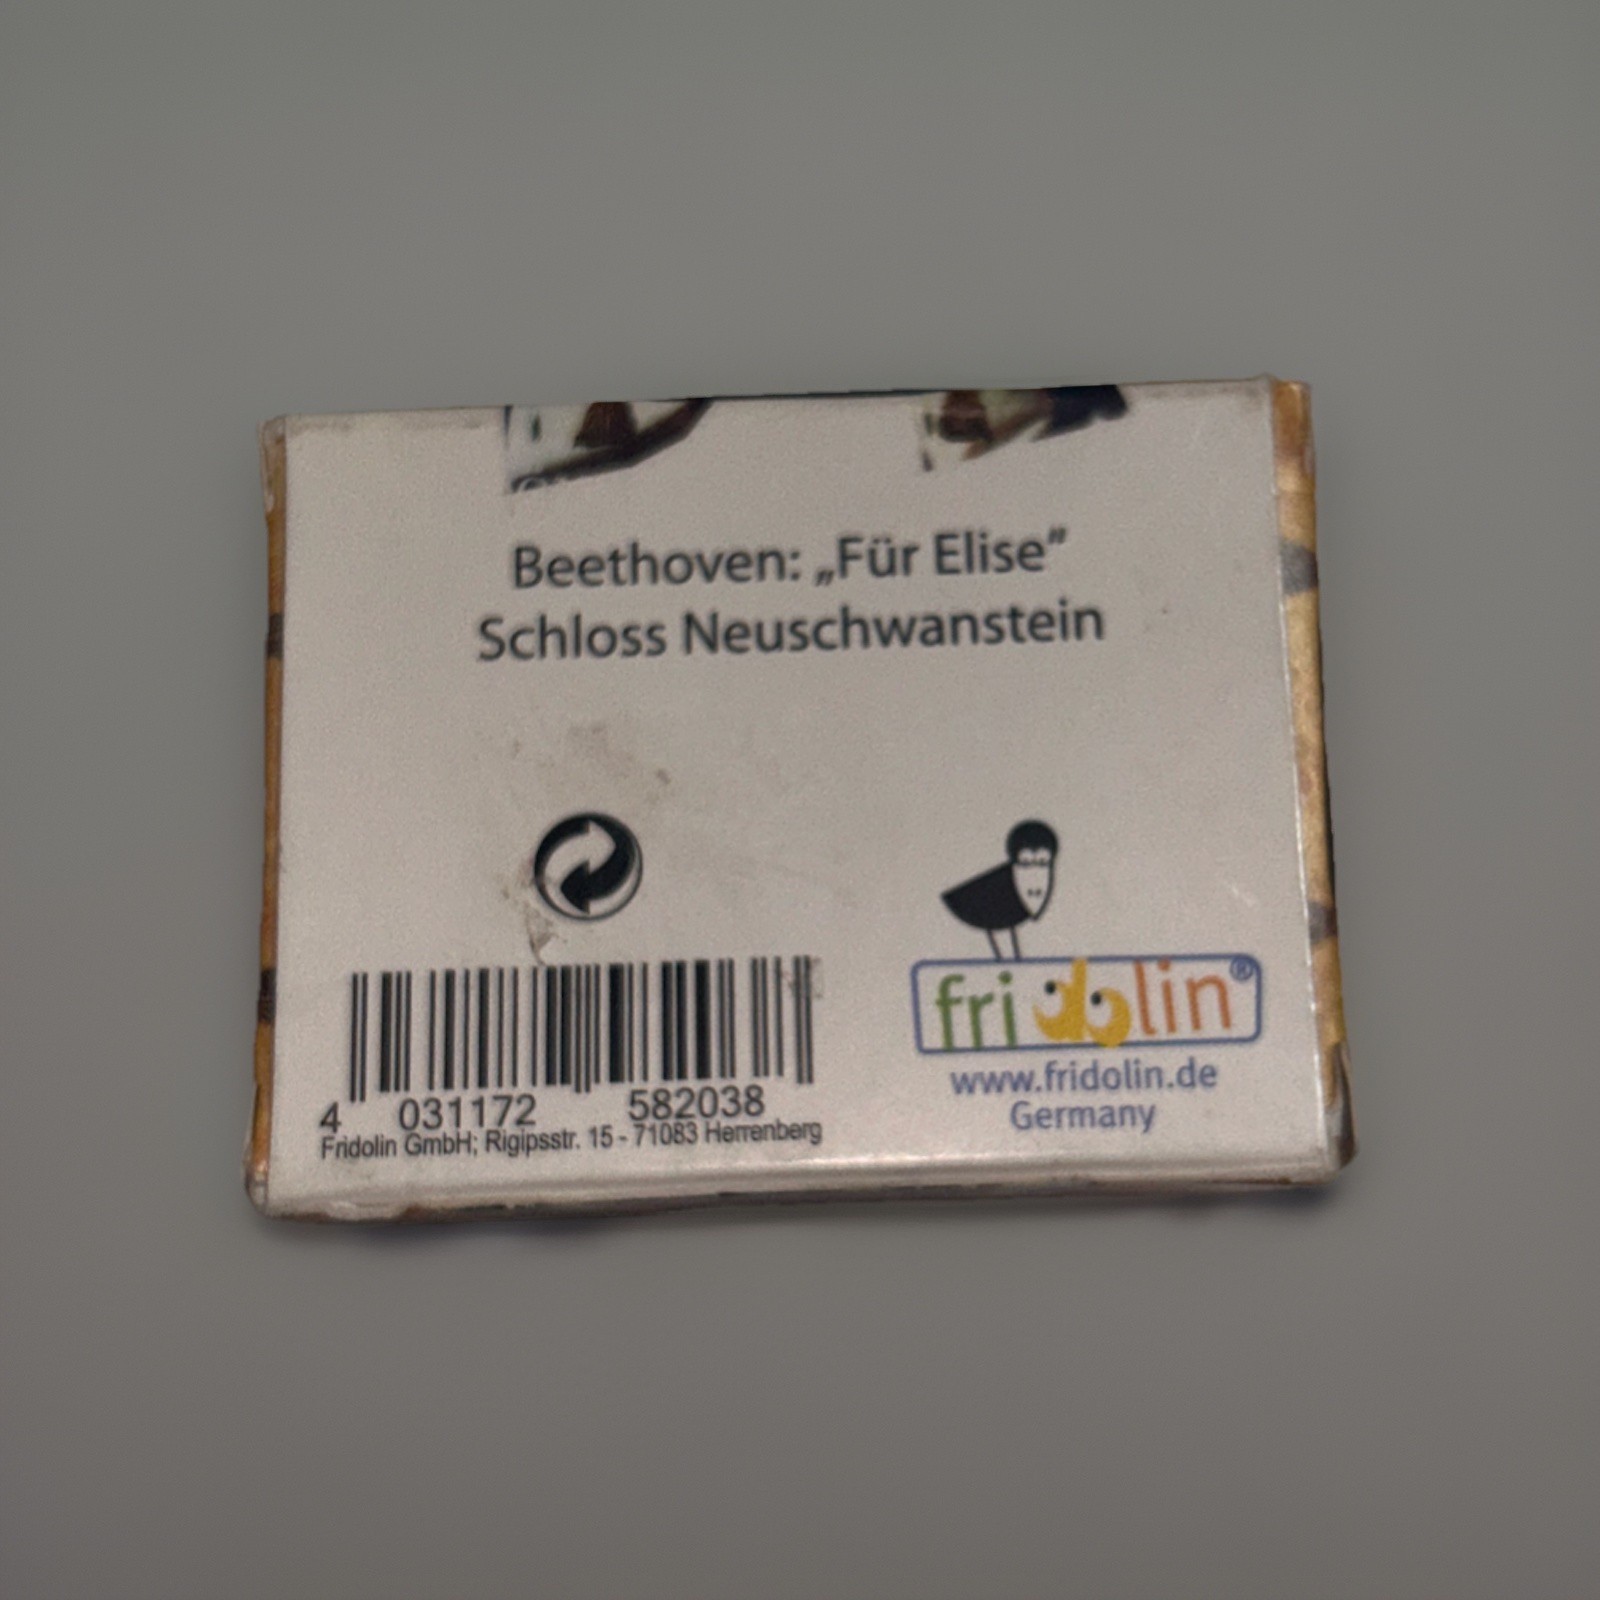 Beethoven: „Für Elise”
Schloss Neuschwanstein
fridolin®
www.fridolin.de
Germany
4 031172 582038
Fridolin GmbH; Rigipsstr. 15 - 71083 Herrenberg